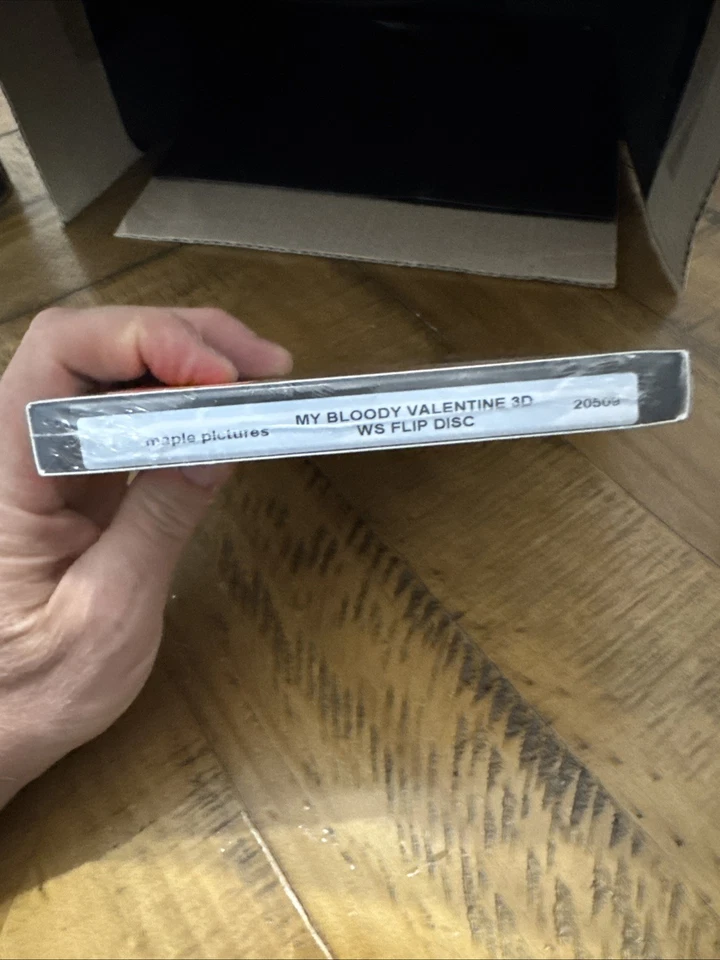 MY BLOODY VALENTINE 3D
maple pictures WS FLIP DISC